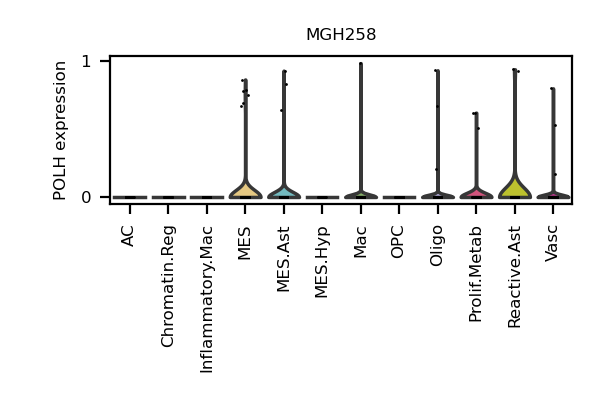 MGH258
POLH expression
1
0
AC
Chromatin.Reg
Inflammatory.Mac
MES
MES.Ast
MES.Hyp
Mac
OPC
Oligo
Prolif.Metab
Reactive.Ast
Vasc